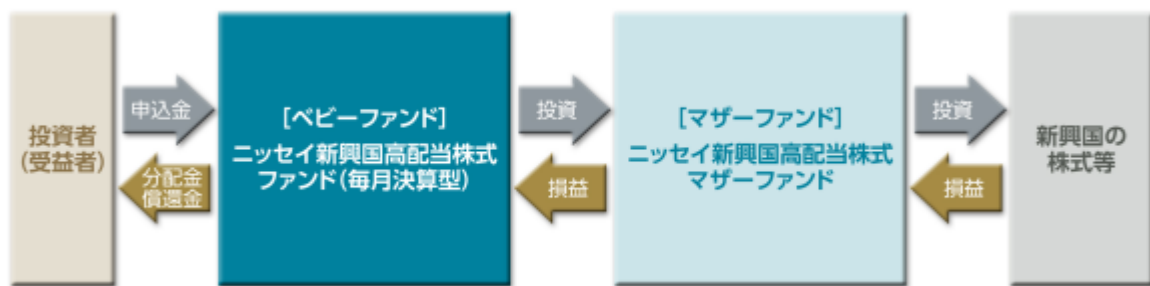 投資者
(受益者)
申込金
分配金
償還金
[ベビーファンド]
ニッセイ新興国高配当株式
ファンド(毎月決算型)
投資
損益
[マザーファンド]
ニッセイ新興国高配当株式
マザーファンド
投資
損益
新興国の
株式等